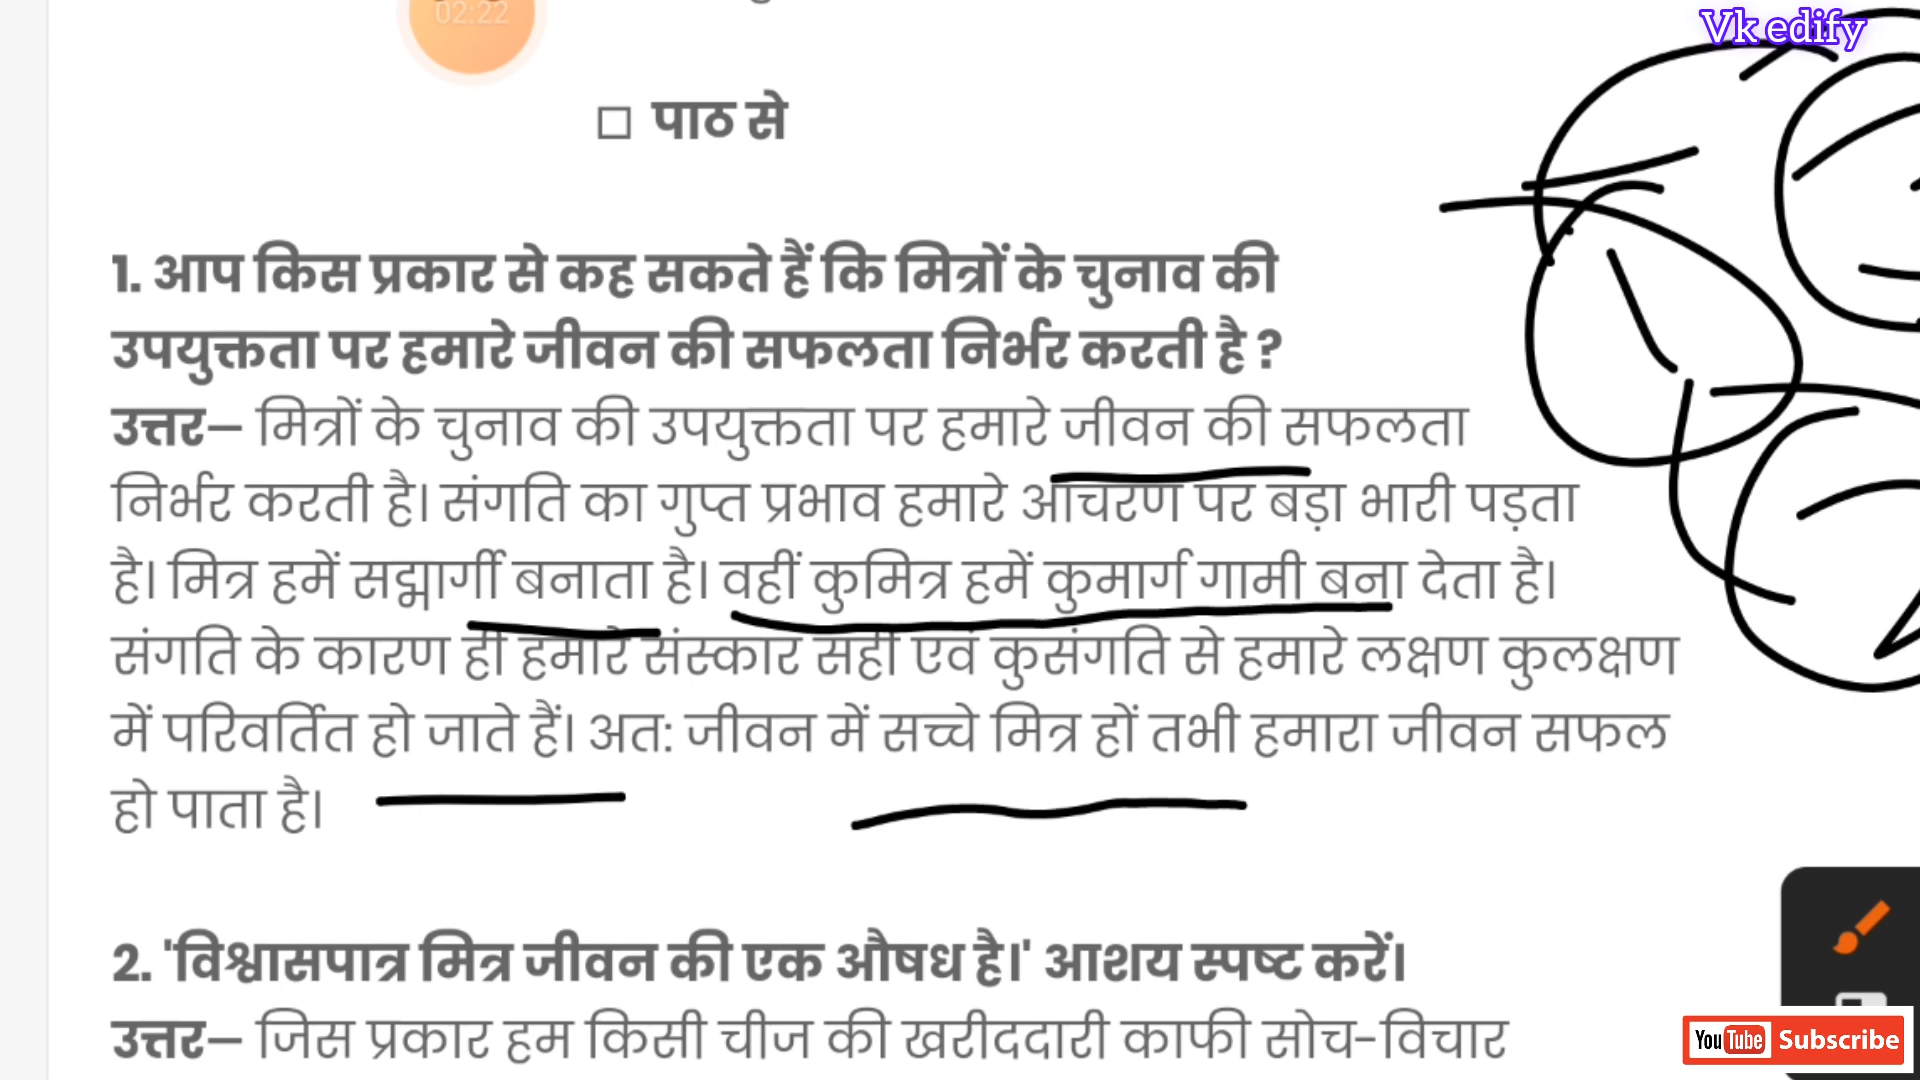 02:22
Vk edify
□ पाठ से
1. आप किस प्रकार से कह सकते हैं कि मित्रों के चुनाव की
उपयुक्तता पर हमारे जीवन की सफलता निर्भर करती है ?
उत्तर– मित्रों के चुनाव की उपयुक्तता पर हमारे जीवन की सफलता
निर्भर करती है। संगति का गुप्त प्रभाव हमारे आचरण पर बड़ा भारी पड़ता
है। मित्र हमें सद्मार्गी बनाता है। वहीं कुमित्र हमें कुमार्ग गामी बना देता है।
संगति के कारण ही हमारे संस्कार सही एवं कुसंगति से हमारे लक्षण कुलक्षण
में परिवर्तित हो जाते हैं। अत: जीवन में सच्चे मित्र हों तभी हमारा जीवन सफल
हो पाता है।
2. 'विश्वासपात्र मित्र जीवन की एक औषध है।' आशय स्पष्ट करें।
उत्तर– जिस प्रकार हम किसी चीज की खरीददारी काफी सोच-विचार
YouTube Subscribe